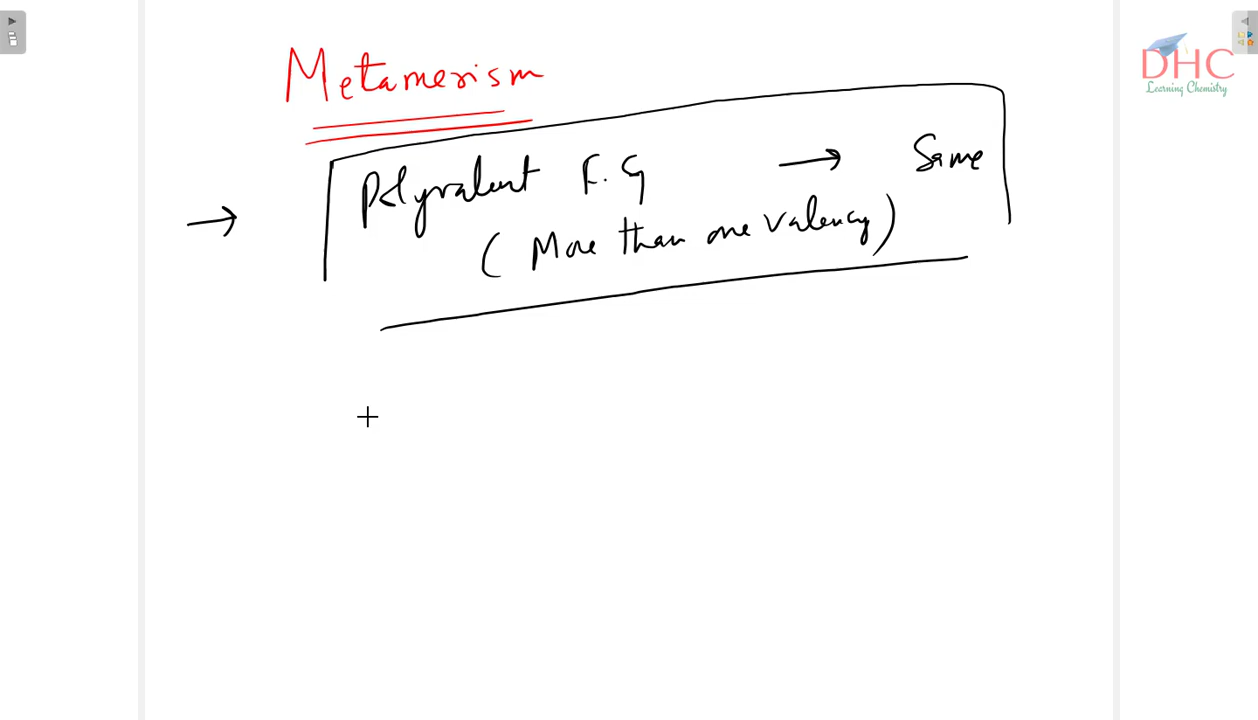 Metamerism
DHC
Learning Chemistry
→ Polyvalent F.G → Same
(More than one valency)